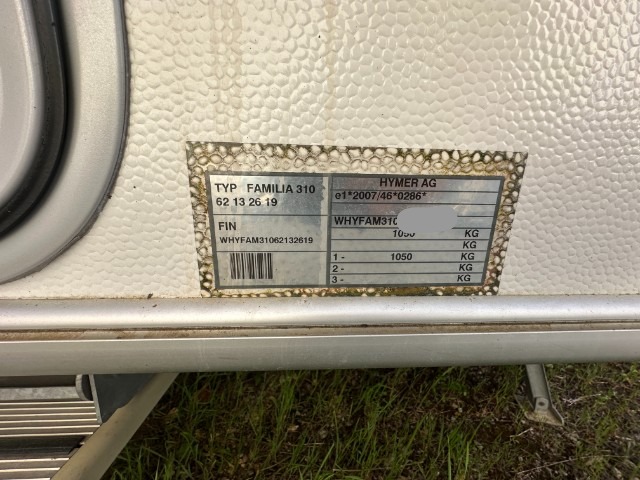 TYP FAMILIA 310
62 13 26 19
FIN
WHYFAM31062132619
HYMER AG
e1*2007/46*0286*
WHYFAM310
1050 KG
KG
1 - 1050 KG
2 - KG
3 - KG